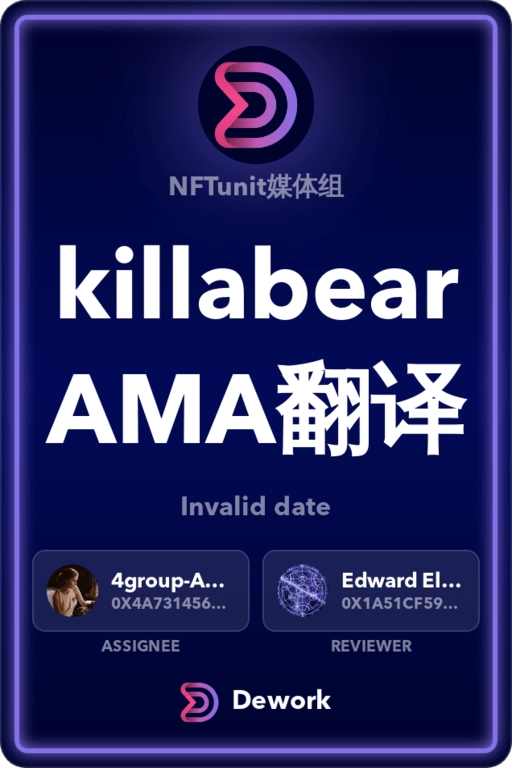 NFTunit媒体组
killabear
AMA翻译
Invalid date
4group-A...
0X4A731456...
Edward El...
0X1A51CF59...
ASSIGNEE
REVIEWER
Dework